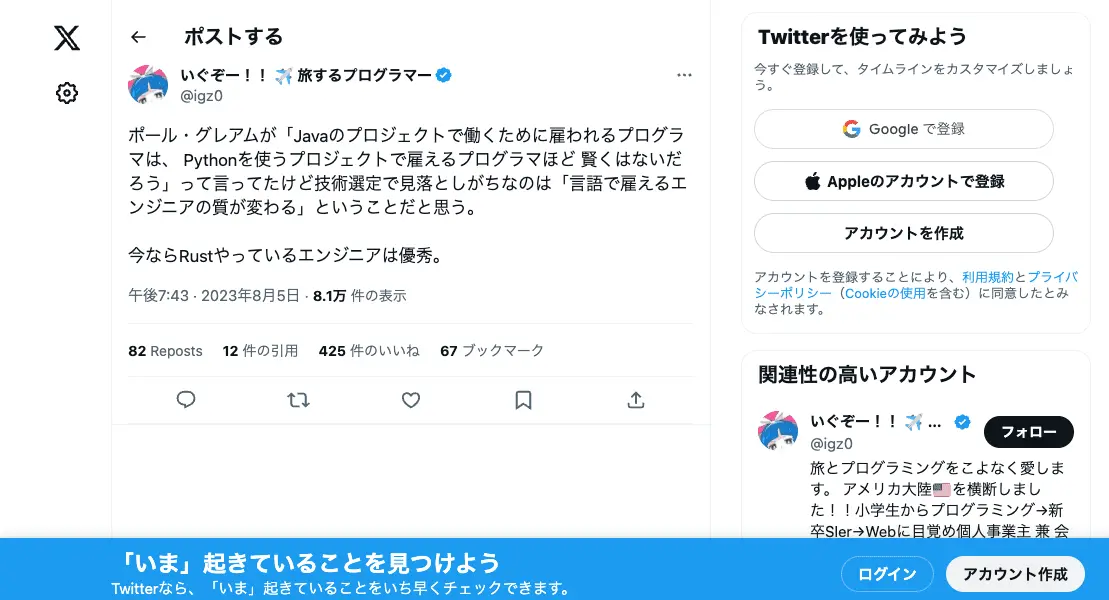 ポストする
いぐぞー！！ ✈️ 旅するプログラマー
@igz0
ポール・グレアムが「Javaのプロジェクトで働くために雇われるプログラ
マは、 Pythonを使うプロジェクトで雇えるプログラマほど 賢くはないだ
ろう」って言ってたけど技術選定で見落としがちなのは「言語で雇えるエ
ンジニアの質が変わる」ということだと思う。
今ならRustやっているエンジニアは優秀。
午後7:43 · 2023年8月5日 · 8.1万 件の表示
82 Reposts 12 件の引用 425 件のいいね 67 ブックマーク
Twitterを使ってみよう
今すぐ登録して、タイムラインをカスタマイズしましょ
う。
Google で登録
Appleのアカウントで登録
アカウントを作成
アカウントを登録することにより、利用規約とプライバ
シーポリシー（Cookieの使用を含む）に同意したとみ
なされます。
関連性の高いアカウント
いぐぞー！！ ✈️ ...
@igz0
フォロー
旅とプログラミングをこよなく愛しま
す。 アメリカ大陸🇺🇸を横断しまし
た！！小学生からプログラミング→新
卒SIer→Webに目覚め個人事業主 兼 会
「いま」起きていることを見つけよう
Twitterなら、「いま」起きていることをいち早くチェックできます。
ログイン
アカウント作成